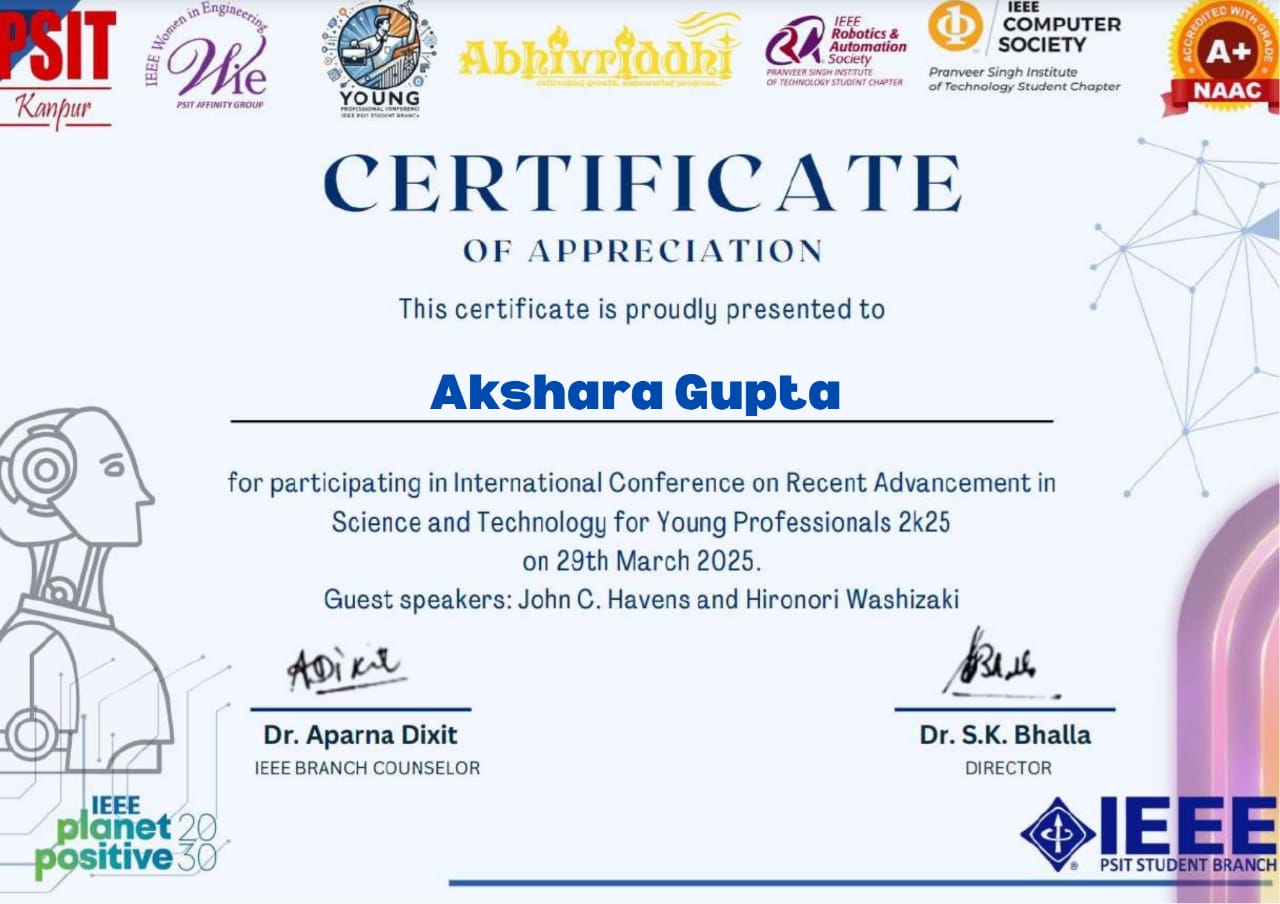 PSIT
Kanpur
IEEE Women in Engineering
Wie
PSIT AFFINITY GROUP
YOUNG
PROFESSIONAL CONFERENCE
IEEE PSIT STUDENT BRANCH
Abhivriddhi
cultivating growth, empowering progress...
IEEE
Robotics &
Automation
Society
PRANVEER SINGH INSTITUTE
OF TECHNOLOGY STUDENT CHAPTER
IEEE
COMPUTER
SOCIETY
Pranveer Singh Institute
of Technology Student Chapter
ACCREDITED WITH GRADE
A+
NAAC
CERTIFICATE
OF APPRECIATION
This certificate is proudly presented to
Akshara Gupta
for participating in International Conference on Recent Advancement in
Science and Technology for Young Professionals 2k25
on 29th March 2025.
Guest speakers: John C. Havens and Hironori Washizaki
ADixit
SBhalla
Dr. Aparna Dixit
IEEE BRANCH COUNSELOR
Dr. S.K. Bhalla
DIRECTOR
IEEE
planet 20
positive 30
IEEE
® PSIT STUDENT BRANCH